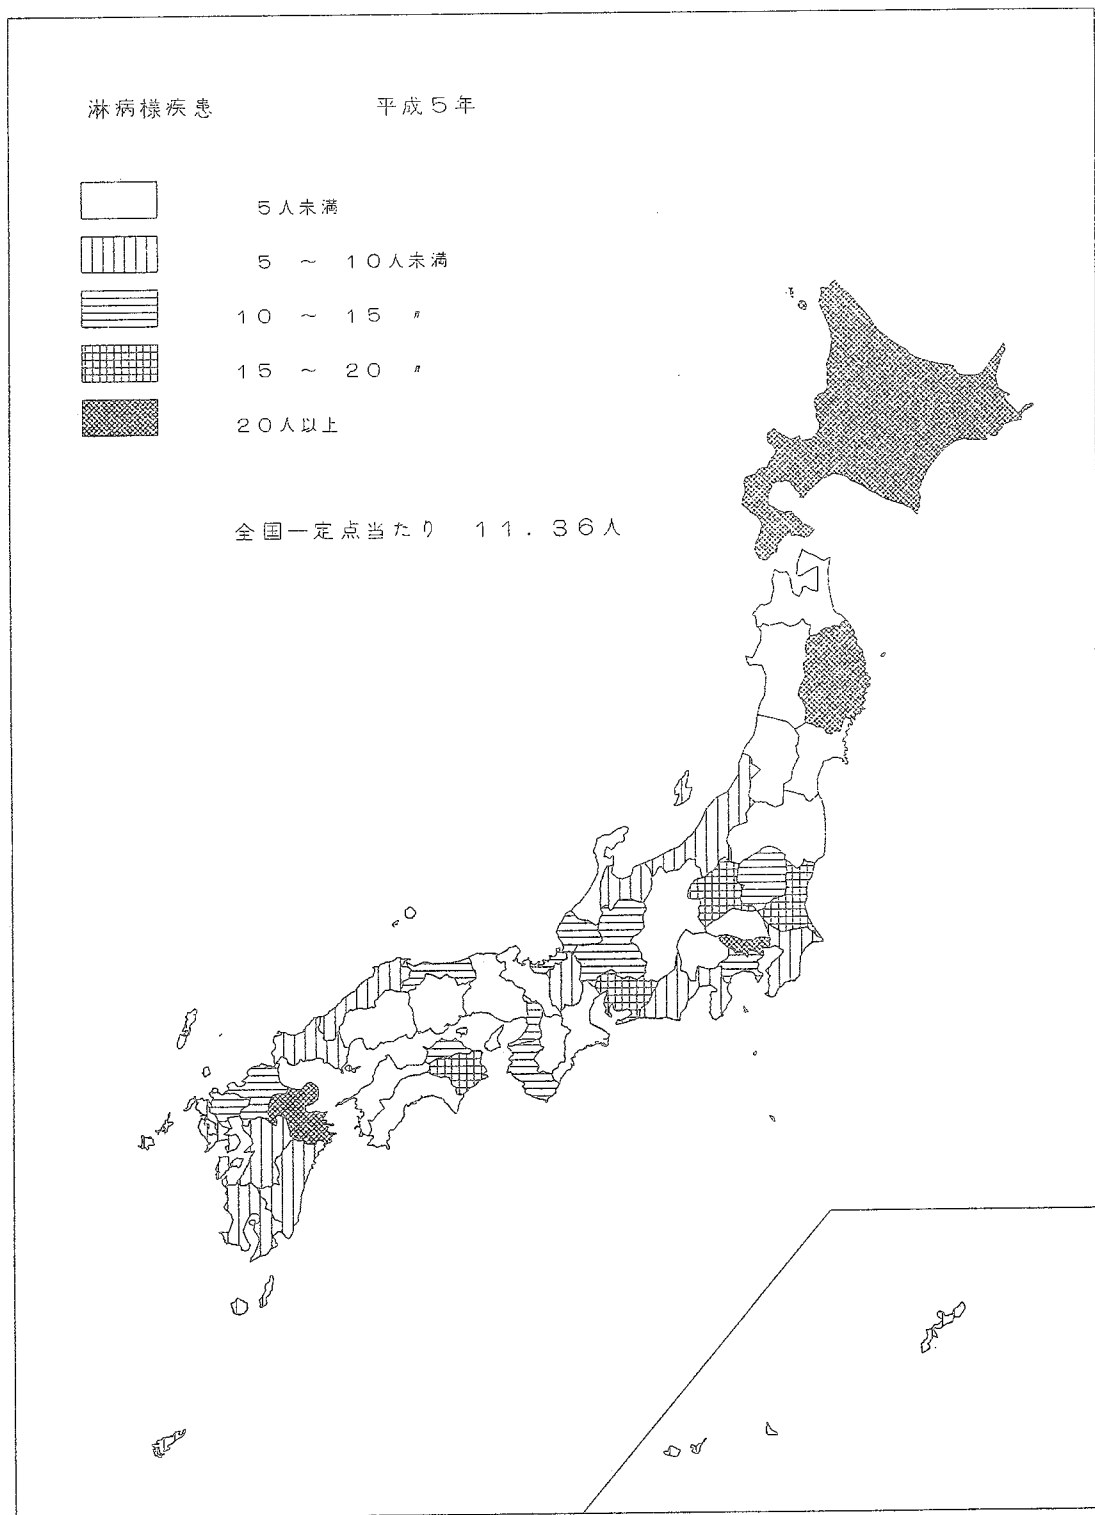 淋病様疾患　　平成５年
５人未満
５　～　１０人未満
１０　～　１５　〃
１５　～　２０　〃
２０人以上
全国一定点当たり　１１．３６人